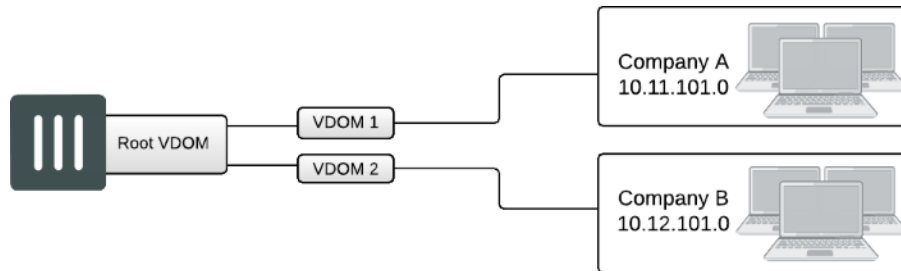 Root VDOM
VDOM 1
VDOM 2
Company A
10.11.101.0
Company B
10.12.101.0